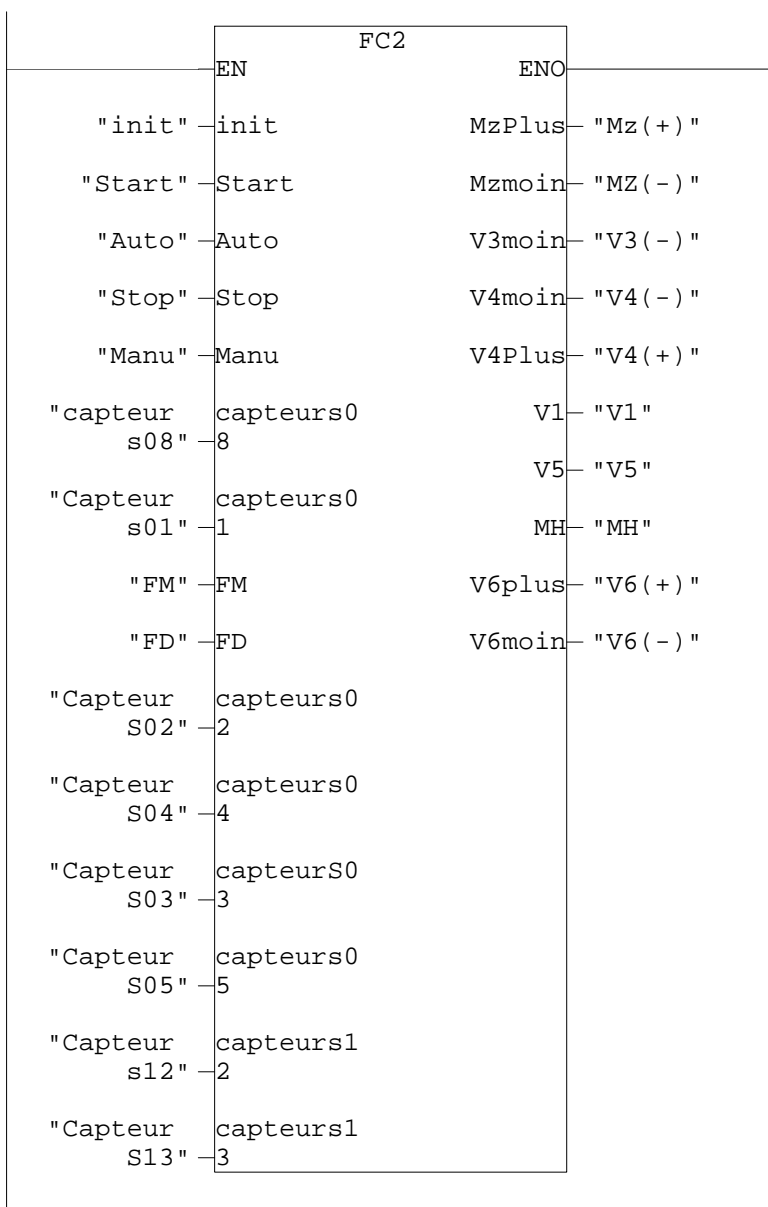 FC2
EN ENO
"init" init MzPlus "Mz(+)"
"Start" Start Mzmoin "MZ(-)"
"Auto" Auto V3moin "V3(-)"
"Stop" Stop V4moin "V4(-)"
"Manu" Manu V4Plus "V4(+)"
"capteur capteurs0 V1 "V1"
s08" 8
V5 "V5"
"Capteur capteurs0
s01" 1 MH "MH"
"FM" FM V6plus "V6(+)"
"FD" FD V6moin "V6(-)"
"Capteur capteurs0
S02" 2
"Capteur capteurs0
S04" 4
"Capteur capteurS0
S03" 3
"Capteur capteurs0
S05" 5
"Capteur capteurs1
s12" 2
"Capteur capteurs1
S13" 3